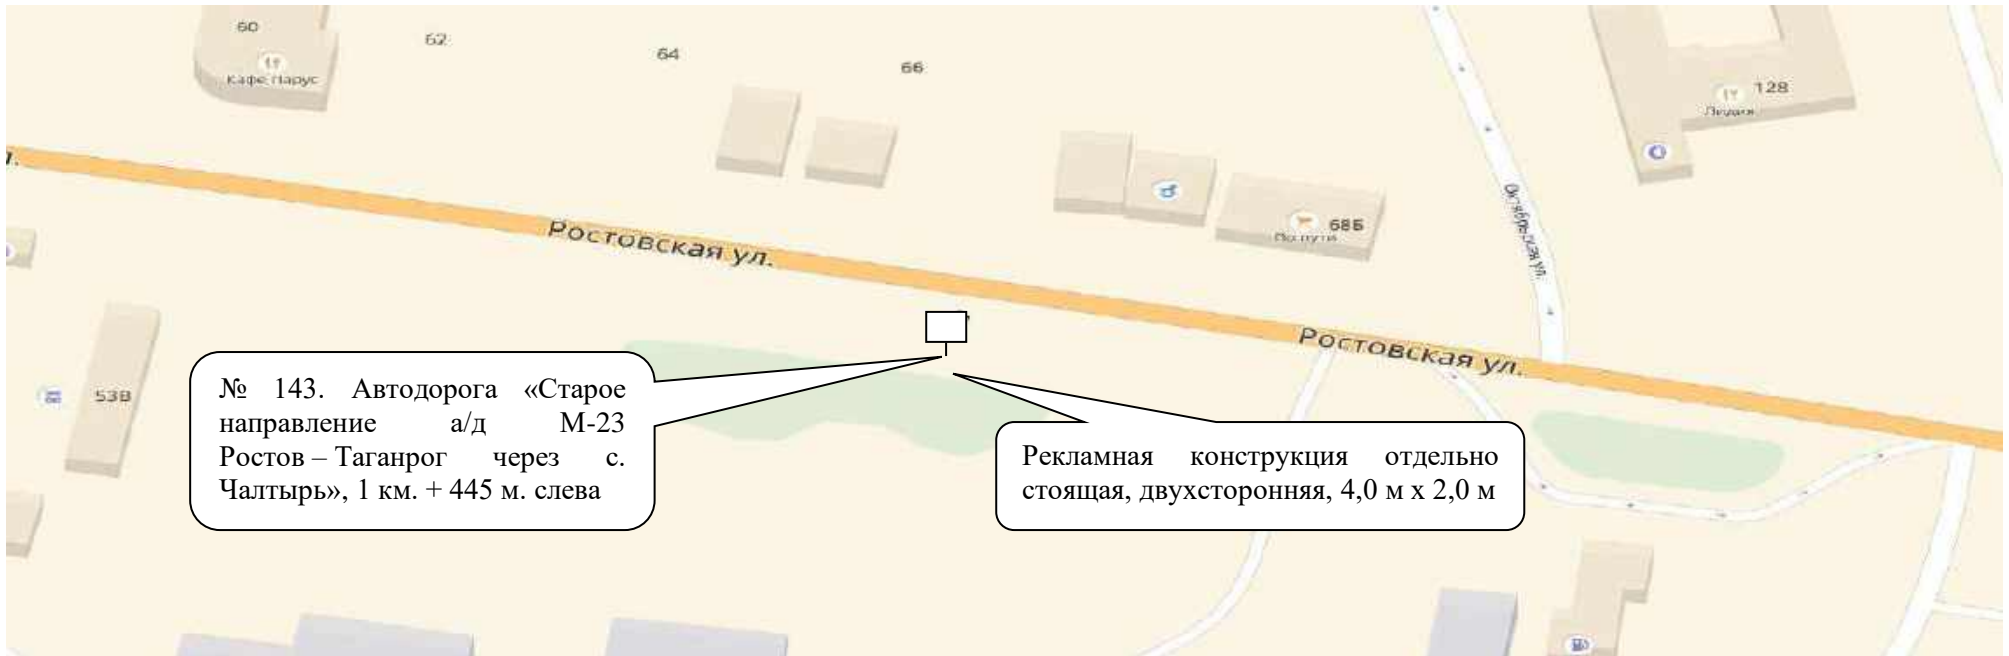 60
62
64
66
Кафе Парус
128
Лидия
Октябрьская ул.
68Б
По пути
Ростовская ул.
Ростовская ул.
53В
№ 143. Автодорога «Старое
направление а/д М-23
Ростов – Таганрог через с.
Чалтырь», 1 км. + 445 м. слева
Рекламная конструкция отдельно
стоящая, двухсторонняя, 4,0 м х 2,0 м